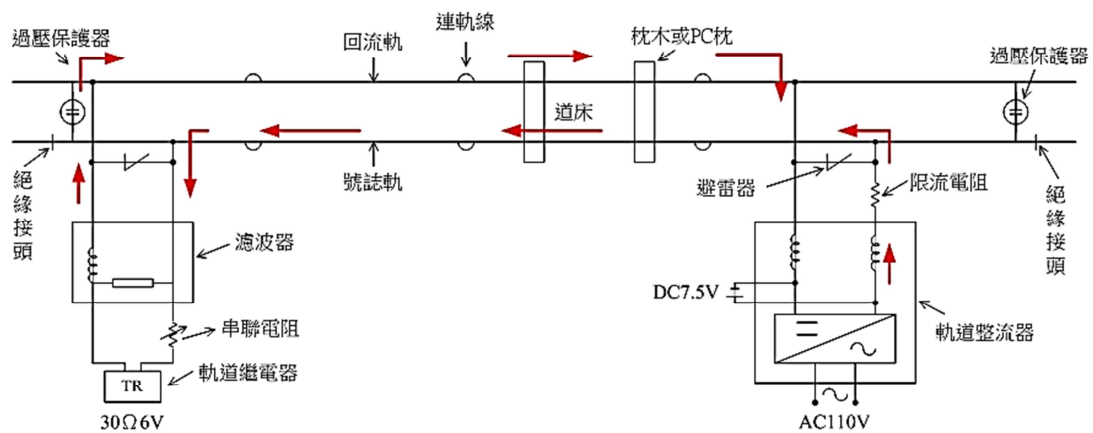 過壓保護器
回流軌
連軌線
枕木或PC枕
過壓保護器
道床
絕緣接頭
號誌軌
避雷器
限流電阻
絕緣接頭
濾波器
DC7.5V
串聯電阻
軌道整流器
TR
軌道繼電器
30Ω6V
AC110V